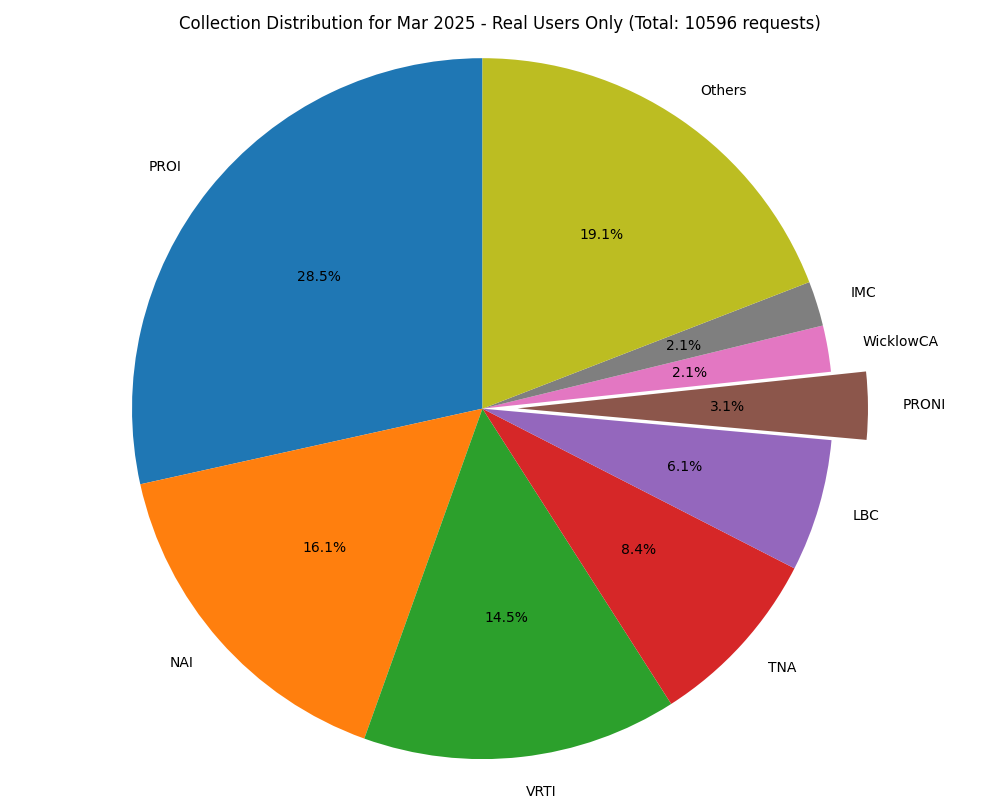 Collection Distribution for Mar 2025 - Real Users Only (Total: 10596 requests)
Others
PROI
19.1%
28.5%
IMC
WicklowCA
2.1%
2.1%
PRONI
3.1%
6.1%
LBC
16.1%
8.4%
14.5%
NAI
TNA
VRTI